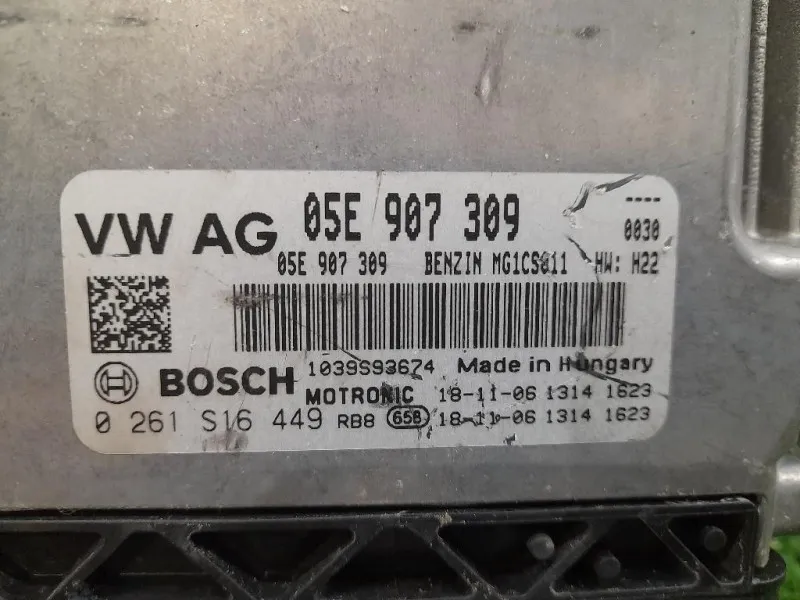 VW AG 05E 907 309 ----
0030
05E 907 309 BENZIN MG1CS011 HW: H22
1039S93674 Made in Hungary
BOSCH MOTRONIC 18-11-06 1314 1623
0 261 S16 449 RB8 658 18-11-06 1314 1623